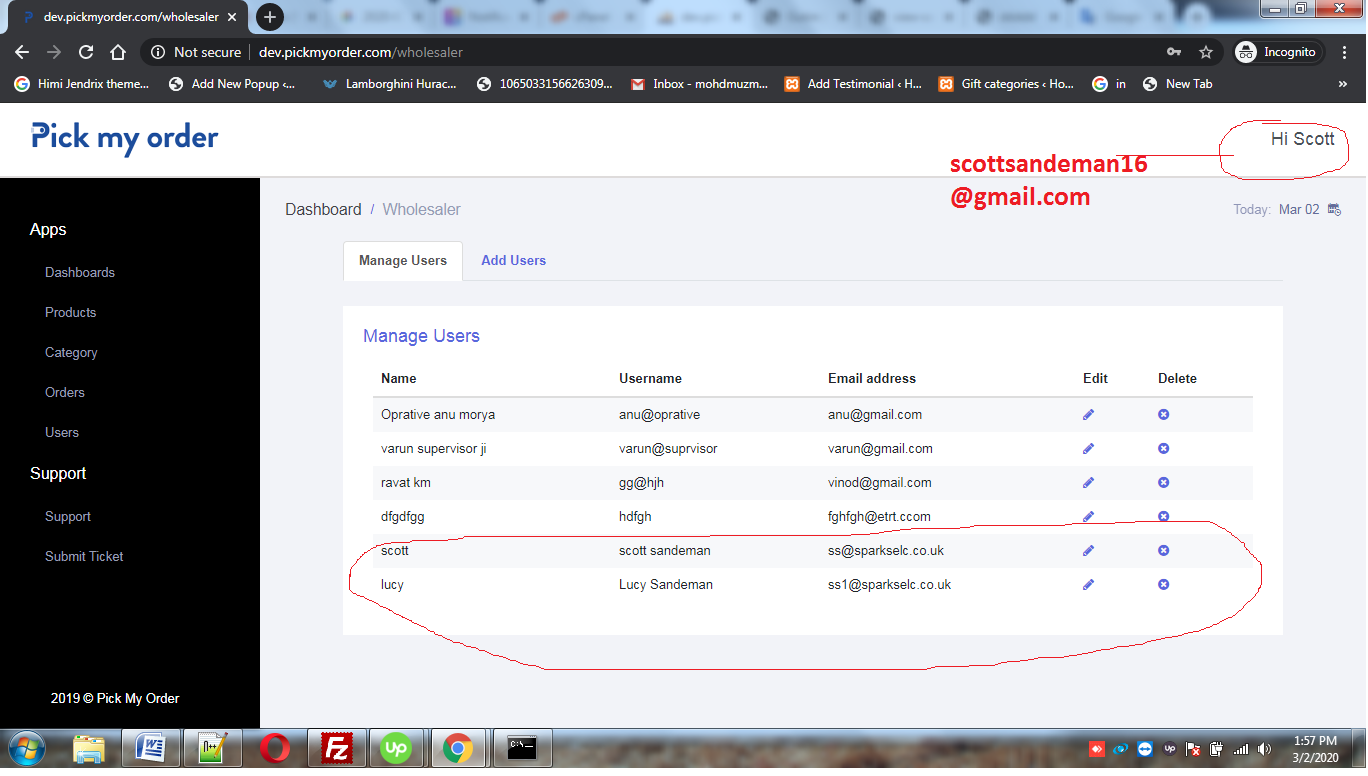 dev.pickmyorder.com/wholesaler
Not secure | dev.pickmyorder.com/wholesaler
Incognito
Himi Jendrix theme...
Add New Popup <...
Lamborghini Hurac...
1065033156626309...
Inbox - mohdmuzm...
Add Testimonial ‹ H...
Gift categories ‹ Ho...
in
New Tab
»
Pick my order
Hi Scott
scottsandeman16
@gmail.com
Dashboard / Wholesaler
Today: Mar 02
Apps
Dashboards
Products
Category
Orders
Users
Support
Support
Submit Ticket
2019 © Pick My Order
Manage Users Add Users
Manage Users
Name Username Email address Edit Delete
Oprative anu morya anu@oprative anu@gmail.com
varun supervisor ji varun@suprvisor varun@gmail.com
ravat km gg@hjh vinod@gmail.com
dfgdfgg hdfgh fghfgh@etrt.ccom
scott scott sandeman ss@sparkselc.co.uk
lucy Lucy Sandeman ss1@sparkselc.co.uk
1:57 PM
3/2/2020